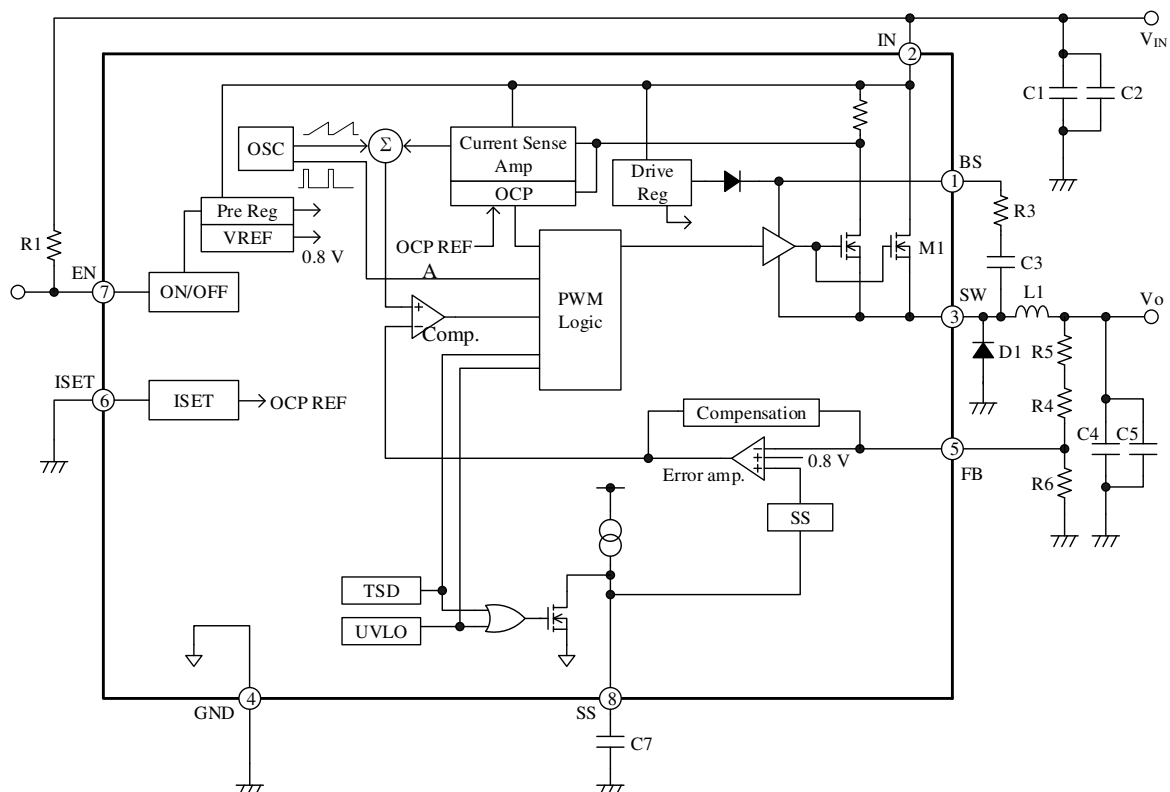 V_IN
IN
2
C1
C2
OSC
Σ
Current Sense
Amp
OCP
Drive
Reg
BS
1
R3
Pre Reg
VREF
0.8 V
OCP REF
R1
M1
C3
EN
7
ON/OFF
A
PWM
Logic
SW
3
L1
Vo
+
−
Comp.
D1
R5
ISET
6
ISET
OCP REF
R4
Compensation
C4
C5
−
+
+
0.8 V
Error amp.
5
FB
R6
SS
TSD
UVLO
4
GND
8
SS
C7